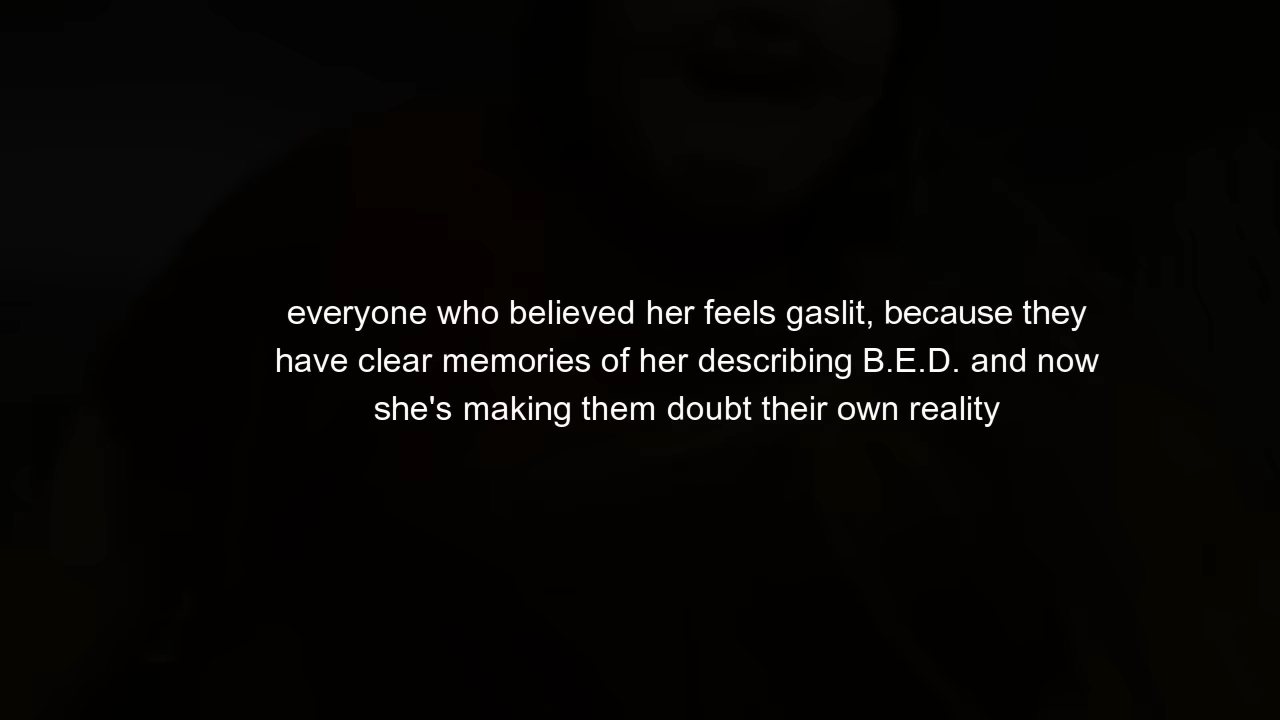 everyone who believed her feels gaslit, because they
have clear memories of her describing B.E.D. and now
she's making them doubt their own reality